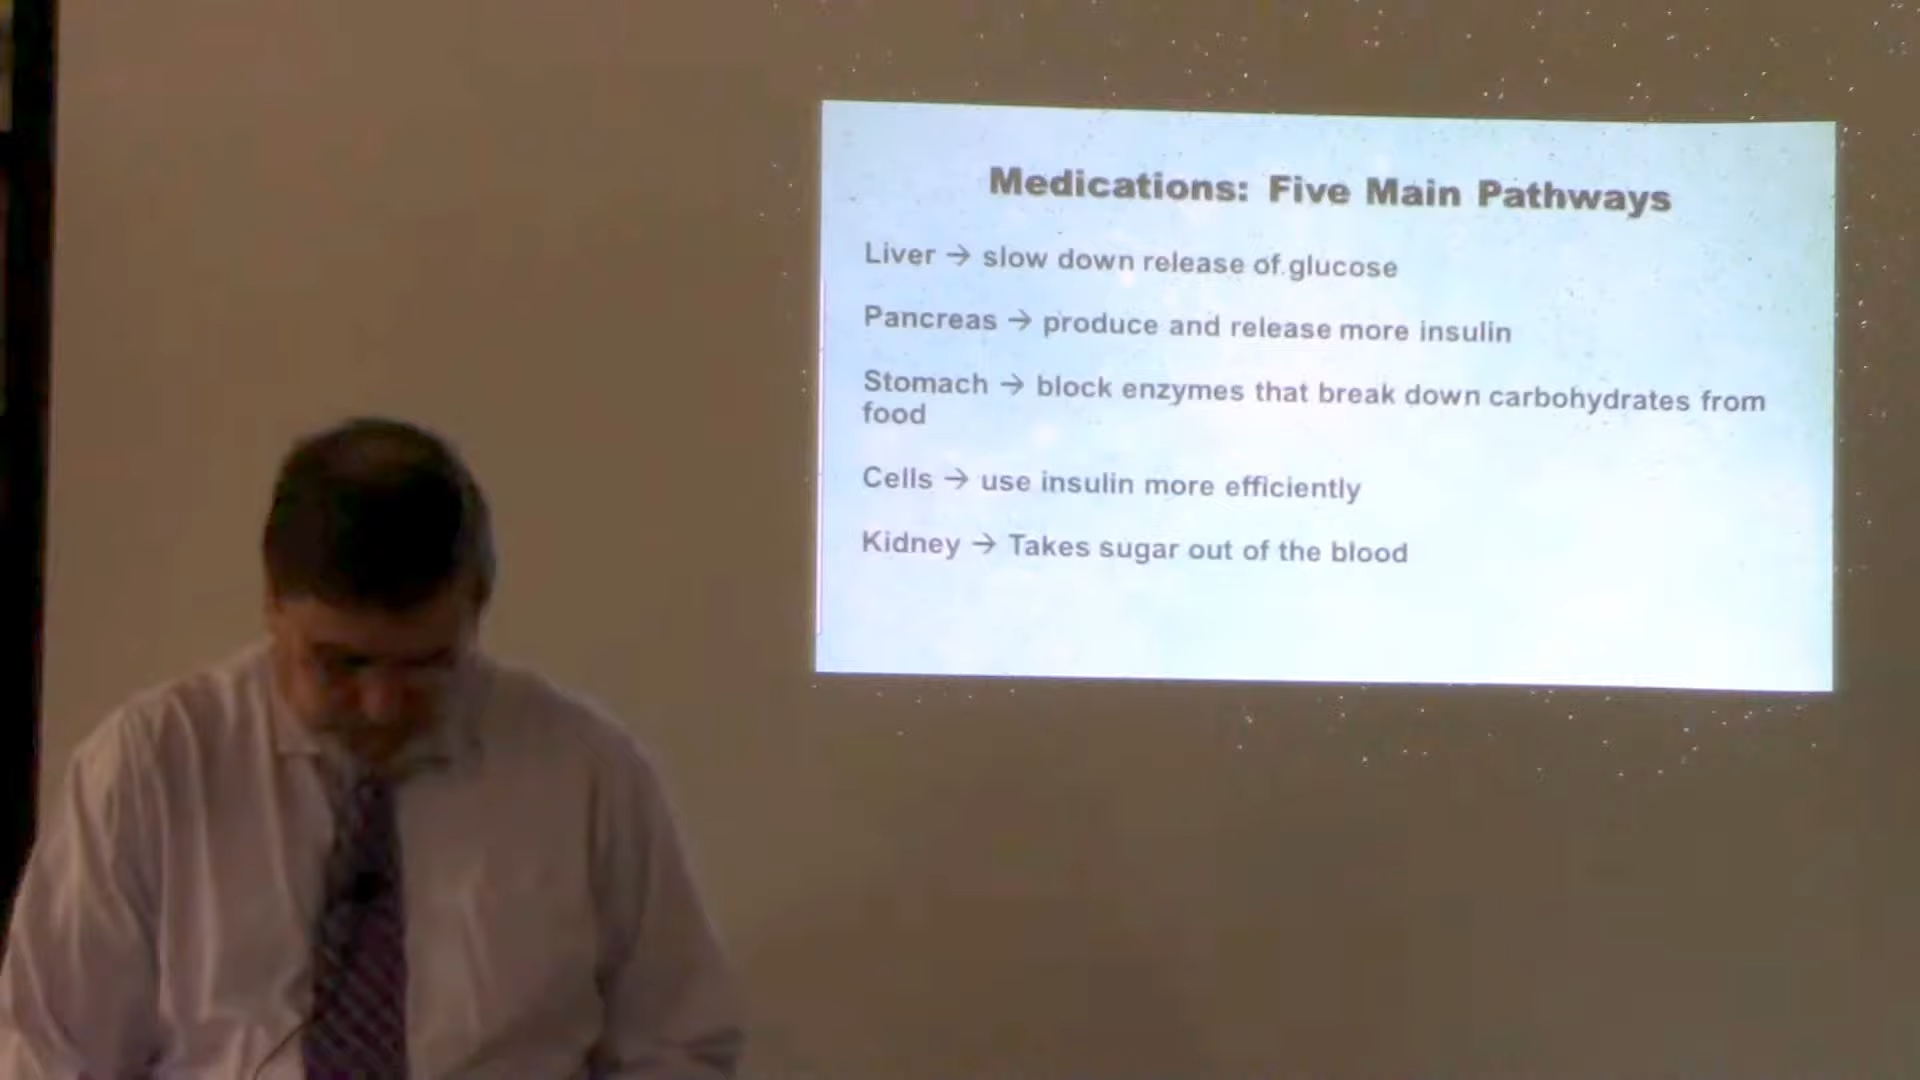 Medications: Five Main Pathways
Liver → slow down release of glucose
Pancreas → produce and release more insulin
Stomach → block enzymes that break down carbohydrates from
food
Cells → use insulin more efficiently
Kidney → Takes sugar out of the blood